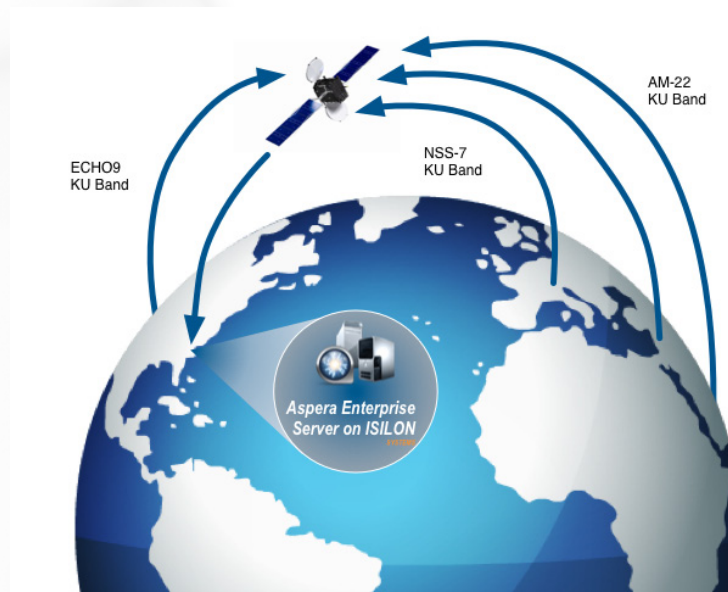 AM-22
KU Band
NSS-7
KU Band
ECHO9
KU Band
Aspera Enterprise
Server on ISILON